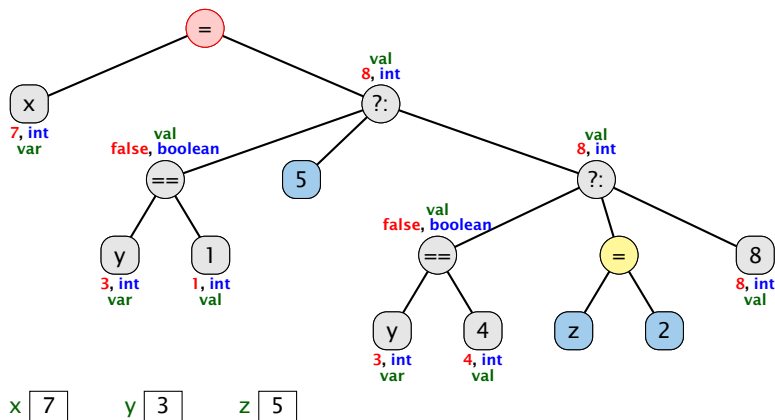 =
val
8, int
x
?:
7, int
var
val
false, boolean
val
8, int
==
5
?:
val
false, boolean
y
1
==
=
8
3, int
var
1, int
val
8, int
val
y
4
z
2
3, int
var
4, int
val
x 7 y 3 z 5